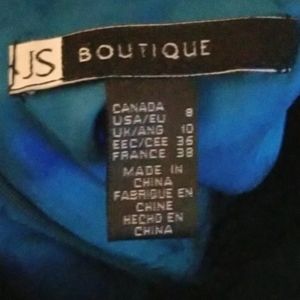 JS BOUTIQUE
CANADA 8
USA/EU
UK/ANG 10
EEC/CEE 36
FRANCE 38
MADE IN
CHINA
FABRIQUE EN
CHINE
HECHO EN
CHINA